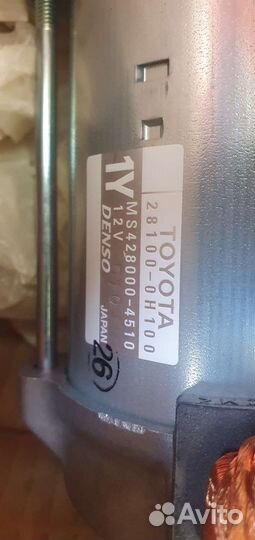 TOYOTA
28100-0H100
1Y MS428000-4510
12V
DENSO
JAPAN
26
Avito